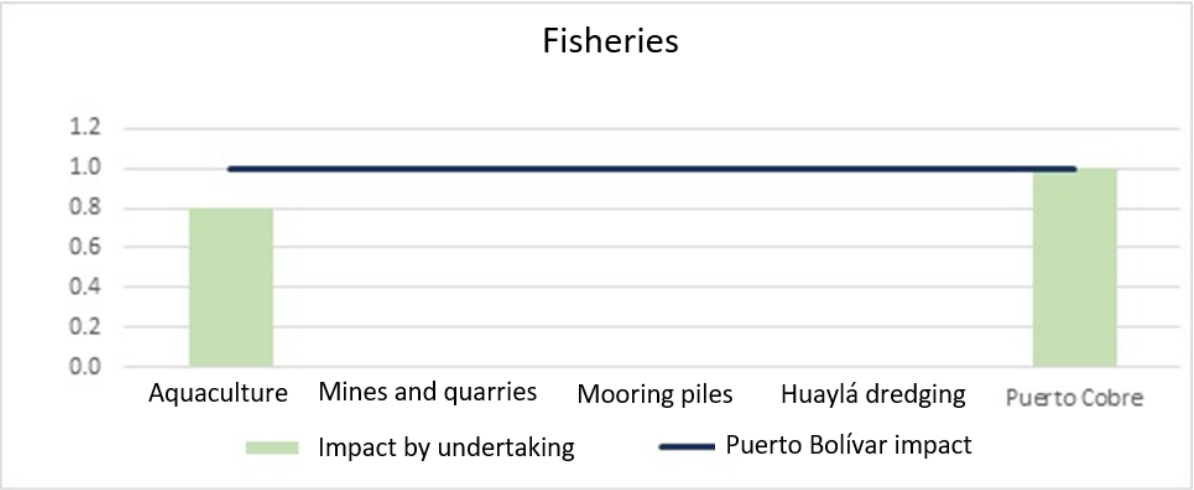 Fisheries
1.2
1.0
0.8
0.6
0.4
0.2
0.0
Aquaculture Mines and quarries Mooring piles Huaylá dredging Puerto Cobre
Impact by undertaking Puerto Bolívar impact